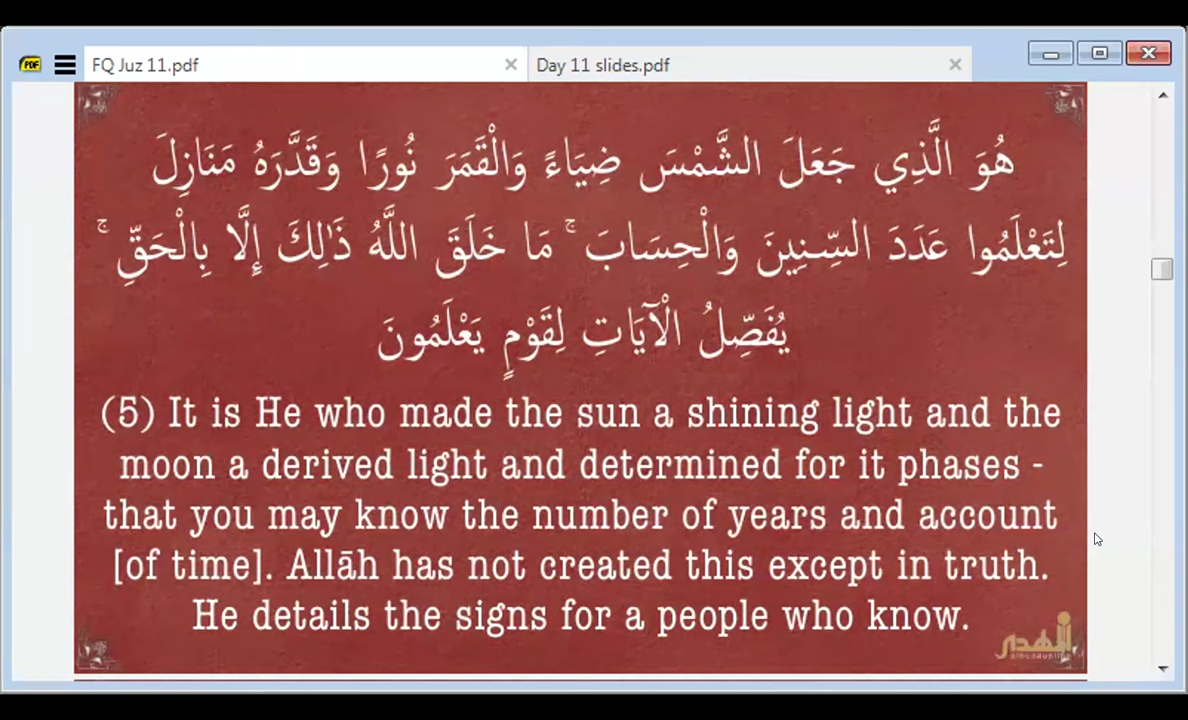 FQ Juz 11.pdf
Day 11 slides.pdf
هُوَ الَّذِي جَعَلَ الشَّمْسَ ضِيَاءً وَالْقَمَرَ نُورًا وَقَدَّرَهُ مَنَازِلَ
لِتَعْلَمُوا عَدَدَ السِّنِينَ وَالْحِسَابَ ۚ مَا خَلَقَ اللَّهُ ذَٰلِكَ إِلَّا بِالْحَقِّ ۚ
يُفَصِّلُ الْآيَاتِ لِقَوْمٍ يَعْلَمُونَ
(5) It is He who made the sun a shining light and the
moon a derived light and determined for it phases -
that you may know the number of years and account
[of time]. Allāh has not created this except in truth.
He details the signs for a people who know.
الهدى